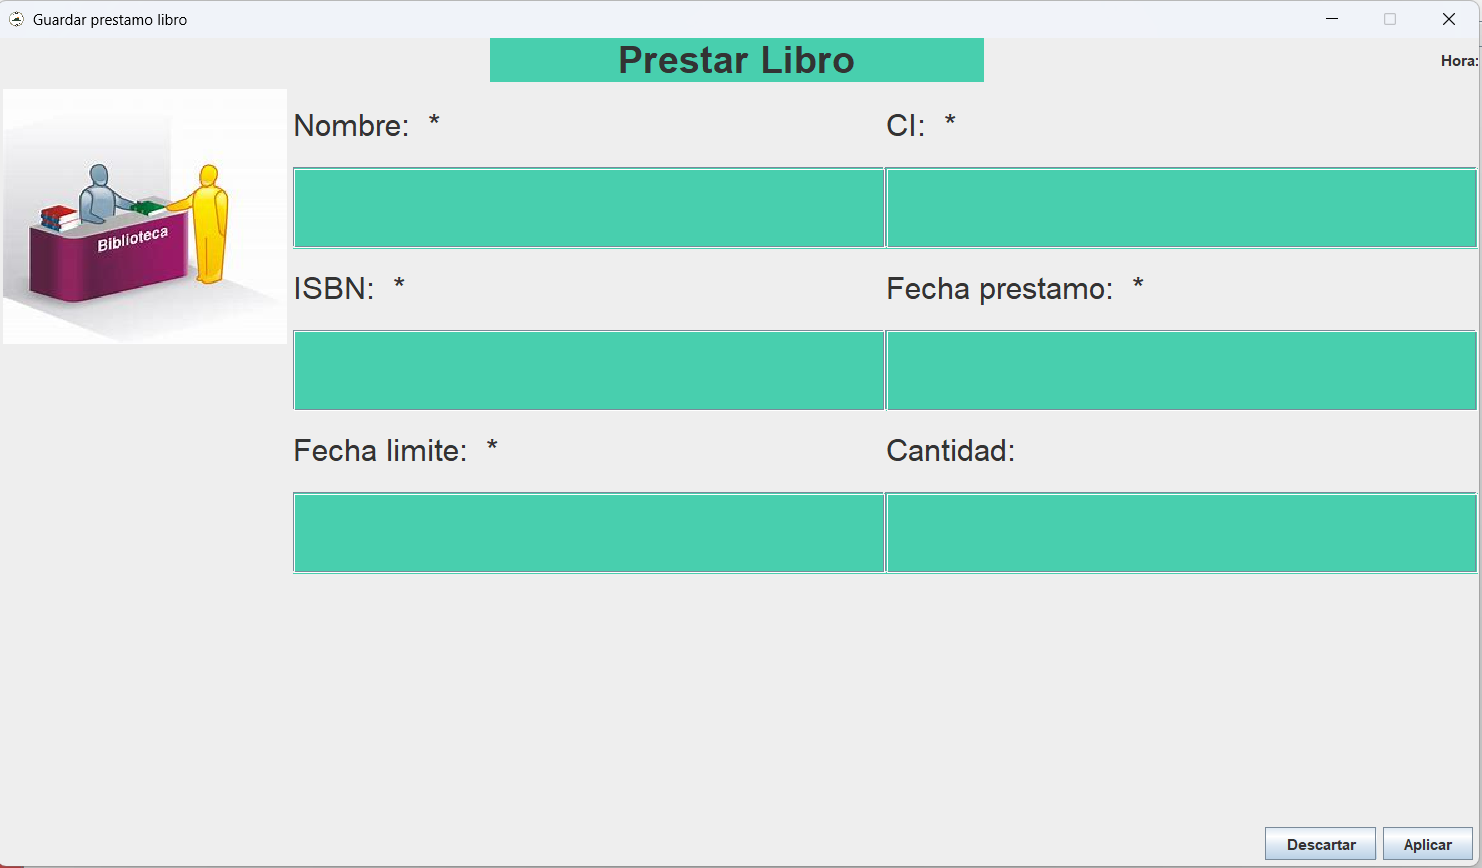 Guardar prestamo libro
Prestar Libro
Hora:
Nombre: *
CI: *
Biblioteca
ISBN: *
Fecha prestamo: *
Fecha limite: *
Cantidad:
Descartar
Aplicar